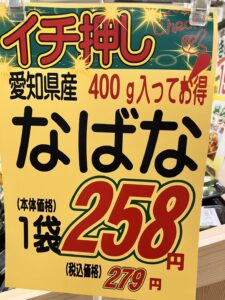 イチ押し
Check
愛知県産 400g入ってお得
なばな
(本体価格)
1袋 258円
(税込価格) 279円